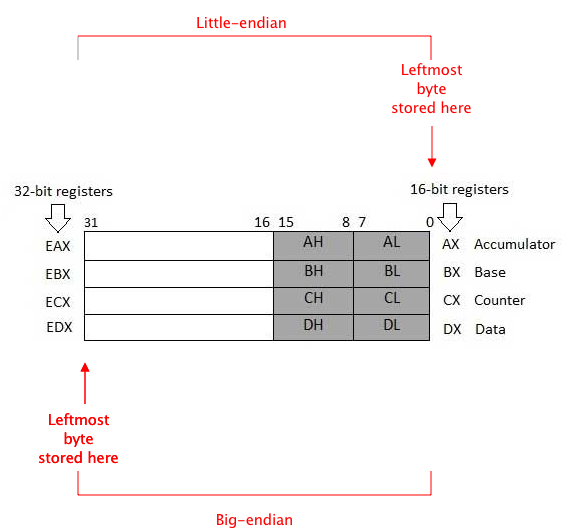 Little-endian
Leftmost
byte
stored here
32-bit registers
16-bit registers
31 16 15 8 7 0
EAX AH AL AX Accumulator
EBX BH BL BX Base
ECX CH CL CX Counter
EDX DH DL DX Data
Leftmost
byte
stored here
Big-endian